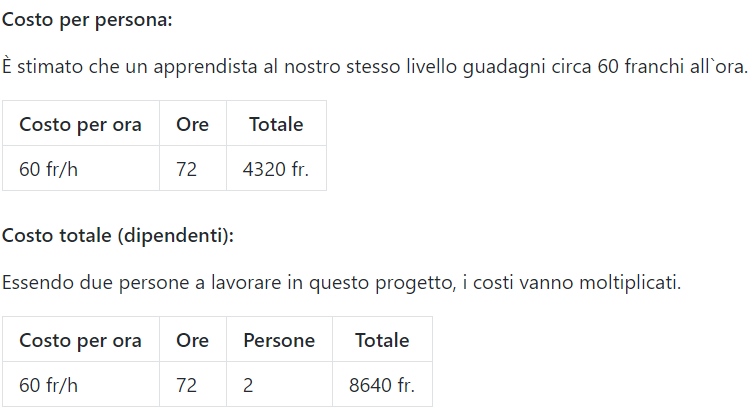 Costo per persona:
È stimato che un apprendista al nostro stesso livello guadagni circa 60 franchi all`ora.
Costo per ora Ore Totale
60 fr/h 72 4320 fr.
Costo totale (dipendenti):
Essendo due persone a lavorare in questo progetto, i costi vanno moltiplicati.
Costo per ora Ore Persone Totale
60 fr/h 72 2 8640 fr.